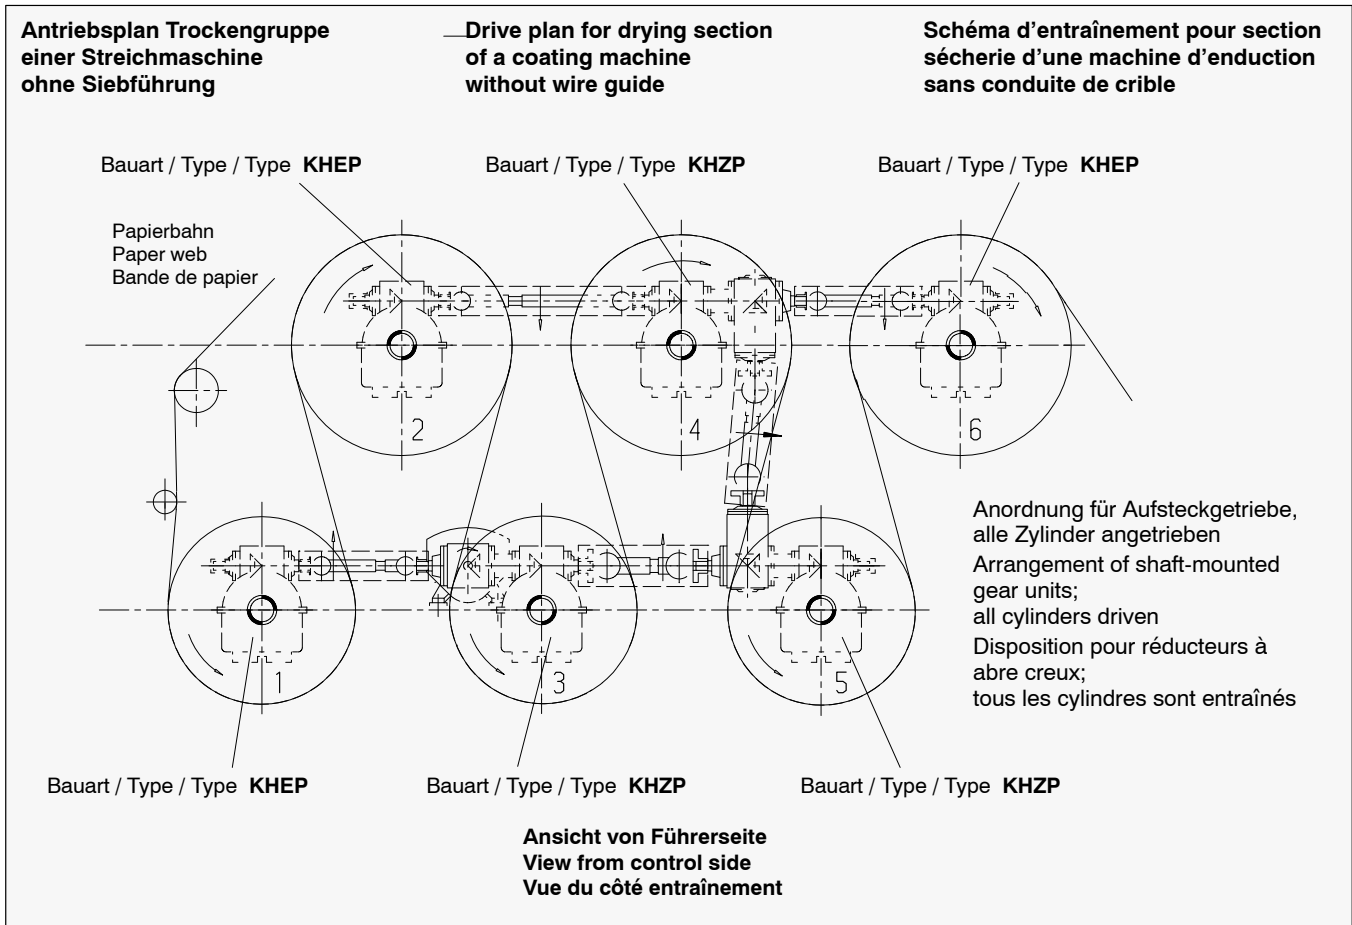 Antriebsplan Trockengruppe
einer Streichmaschine
ohne Siebführung
Drive plan for drying section
of a coating machine
without wire guide
Schéma d'entraînement pour section
sécherie d'une machine d'enduction
sans conduite de crible
Bauart / Type / Type KHEP
Bauart / Type / Type KHZP
Bauart / Type / Type KHEP
Papierbahn
Paper web
Bande de papier
2
4
6
Anordnung für Aufsteckgetriebe,
alle Zylinder angetrieben
Arrangement of shaft-mounted
gear units;
all cylinders driven
Disposition pour réducteurs à
abre creux;
tous les cylindres sont entraînés
1
3
5
Bauart / Type / Type KHEP
Bauart / Type / Type KHZP
Bauart / Type / Type KHZP
Ansicht von Führerseite
View from control side
Vue du côté entraînement